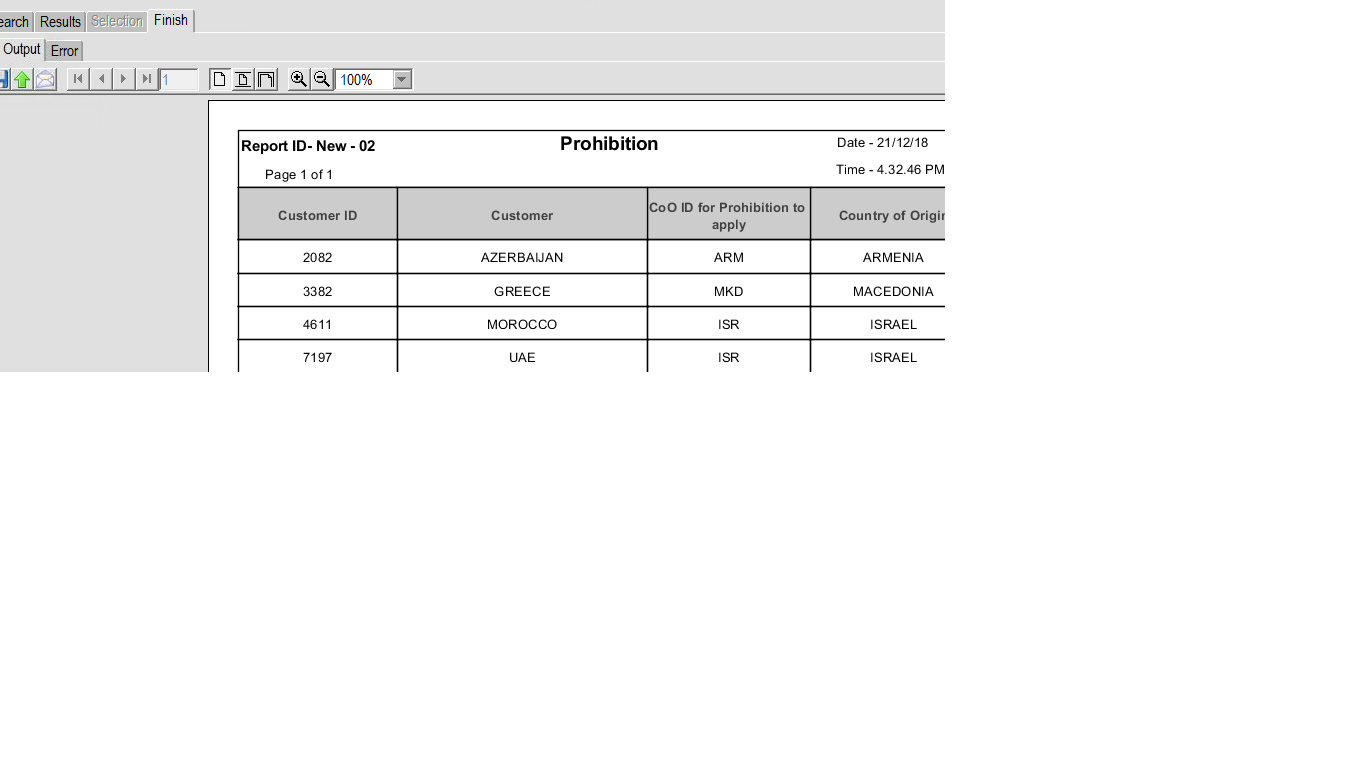 earch Results Selection Finish
Output Error
1 100%
Report ID- New - 02 Prohibition Date - 21/12/18
Page 1 of 1 Time - 4.32.46 PM
Customer ID Customer CoO ID for Prohibition to apply Country of Origin
2082 AZERBAIJAN ARM ARMENIA
3382 GREECE MKD MACEDONIA
4611 MOROCCO ISR ISRAEL
7197 UAE ISR ISRAEL